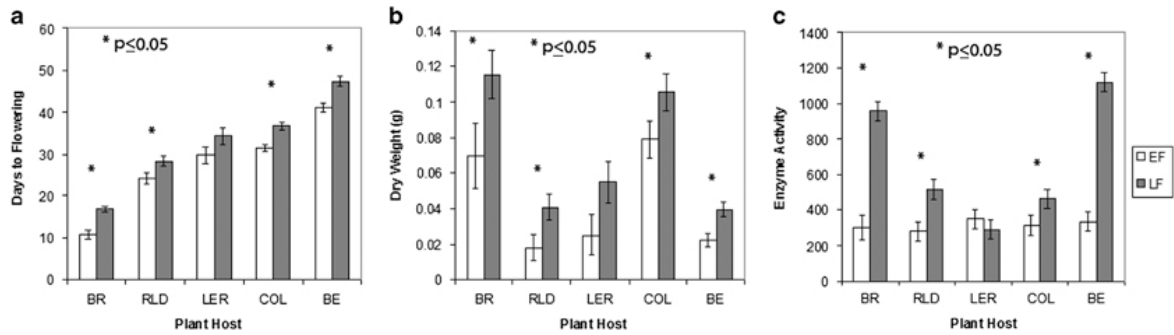 a
60
50
40
30
20
10
0
* p≤0.05
*
*
*
*
Days to Flowering
BR RLD LER COL BE
Plant Host
b
0.14
0.12
0.1
0.08
0.06
0.04
0.02
0
* p≤0.05
*
*
*
*
Dry Weight (g)
BR RLD LER COL BE
Plant Host
c
1400
1200
1000
800
600
400
200
0
* p≤0.05
*
*
*
*
Enzyme Activity
BR RLD LER COL BE
Plant Host
EF
LF